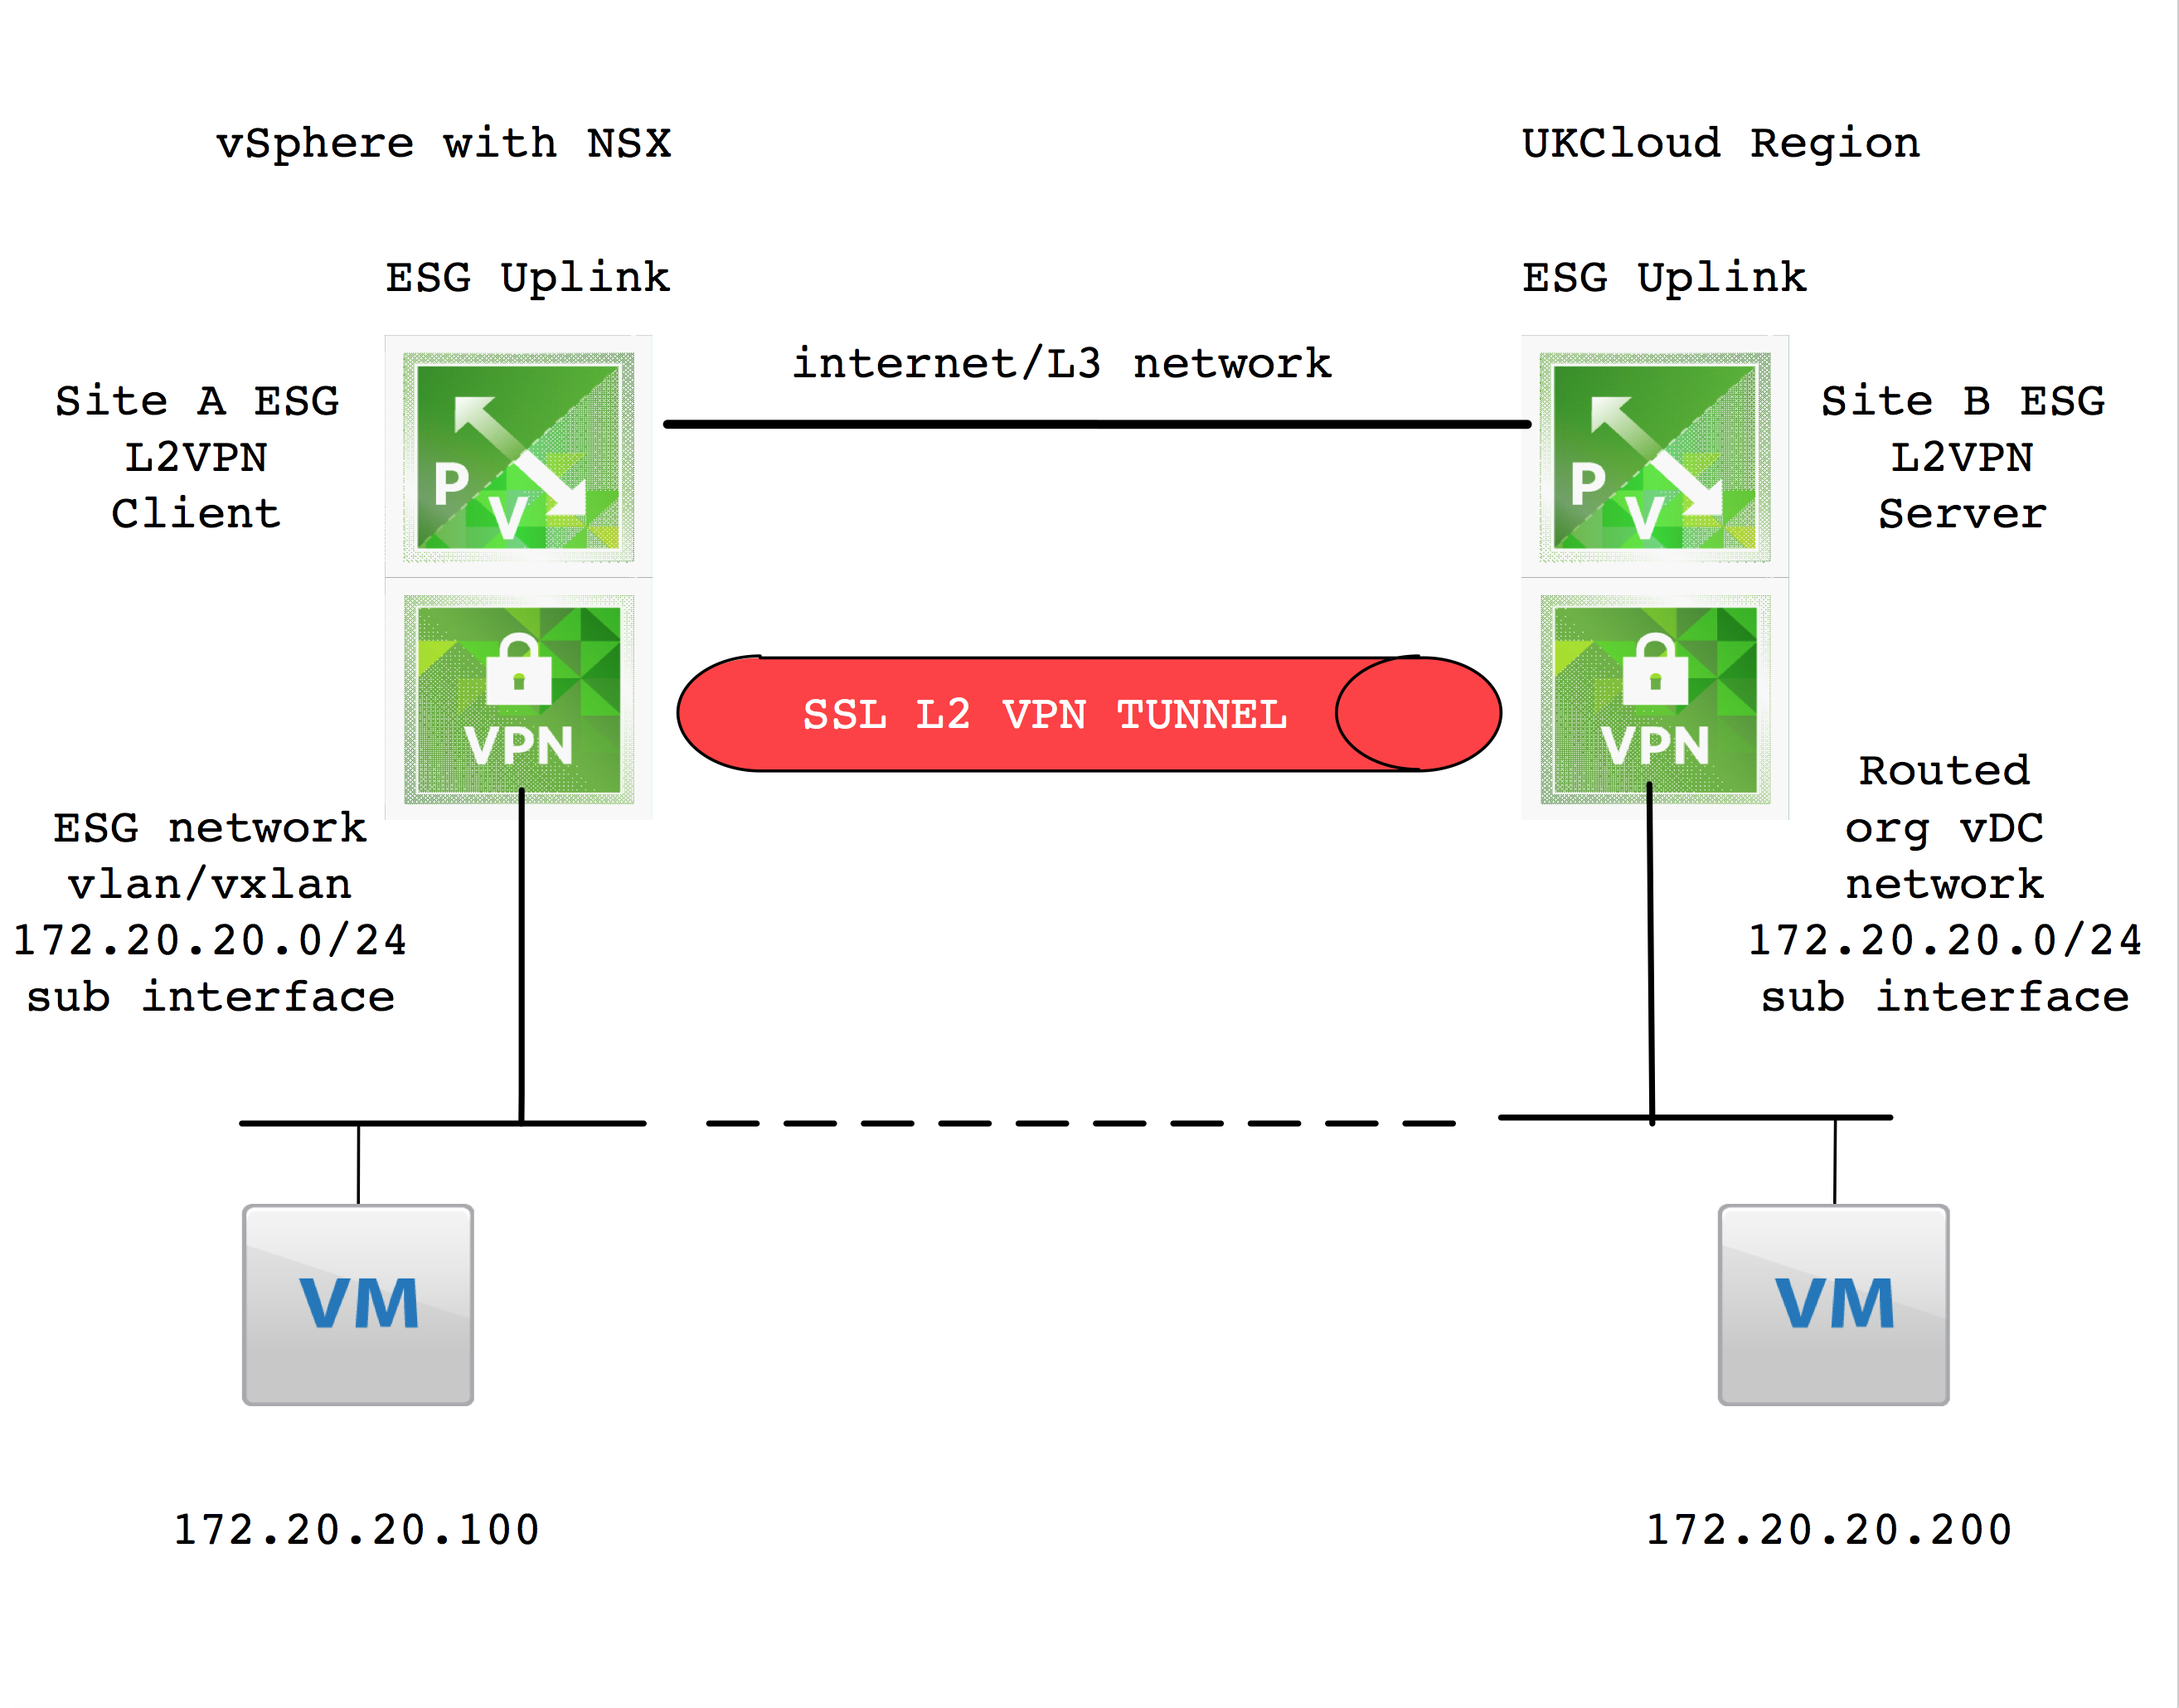 vSphere with NSX
UKCloud Region
ESG Uplink
ESG Uplink
internet/L3 network
Site A ESG
L2VPN
Client
Site B ESG
L2VPN
Server
P
V
P
V
SSL L2 VPN TUNNEL
VPN
VPN
ESG network
vlan/vxlan
172.20.20.0/24
sub interface
Routed
org vDC
network
172.20.20.0/24
sub interface
VM
VM
172.20.20.100
172.20.20.200